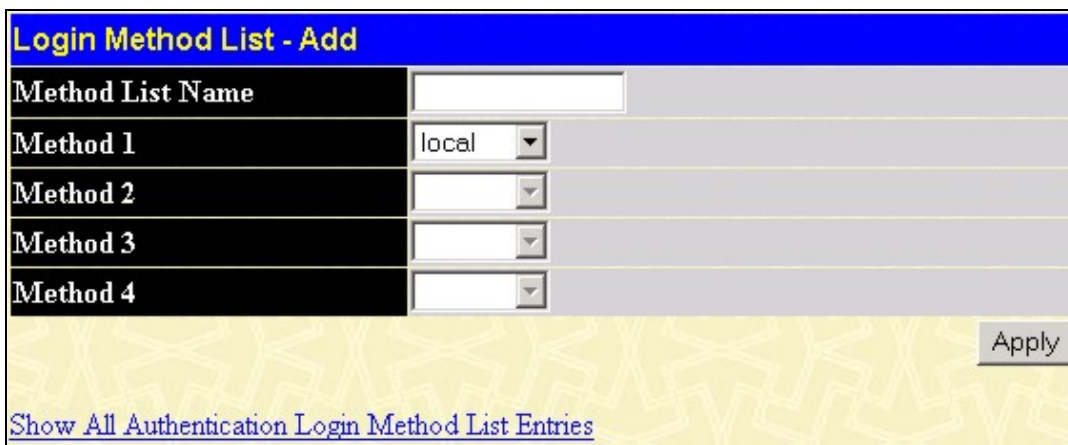 Login Method List - Add
Method List Name
Method 1 local
Method 2
Method 3
Method 4
Apply
Show All Authentication Login Method List Entries